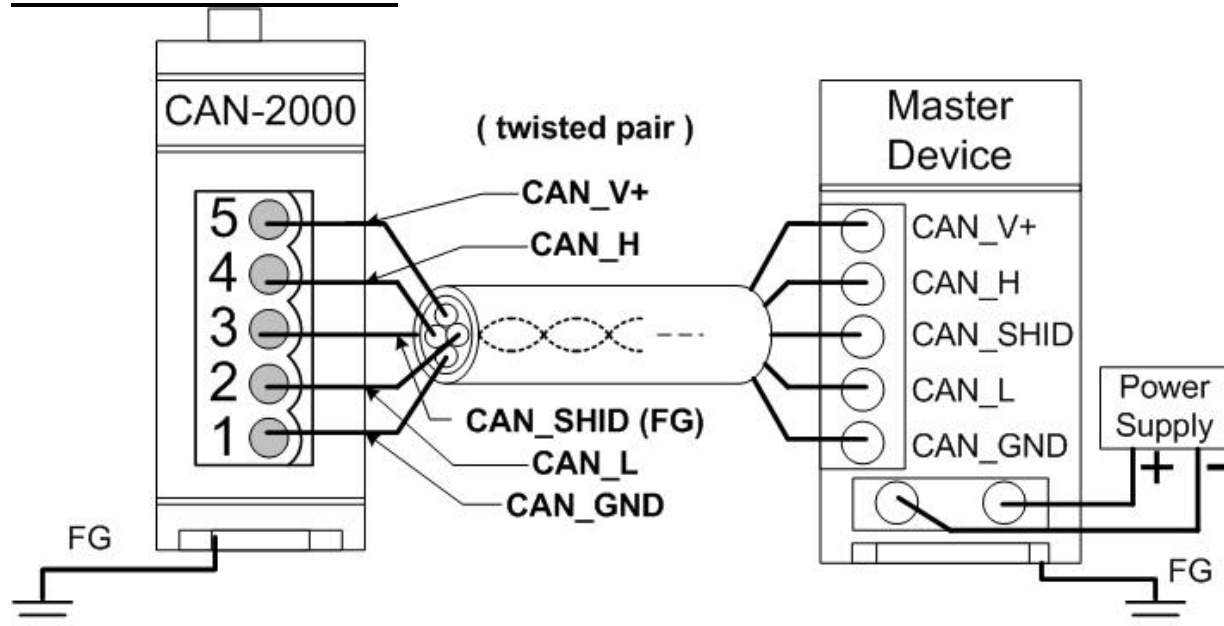 CAN-2000
( twisted pair )
CAN_V+
CAN_H
5
4
3
2
1
CAN_SHID (FG)
CAN_L
CAN_GND
FG
Master
Device
CAN_V+
CAN_H
CAN_SHID
CAN_L
CAN_GND
Power
Supply
+ -
FG